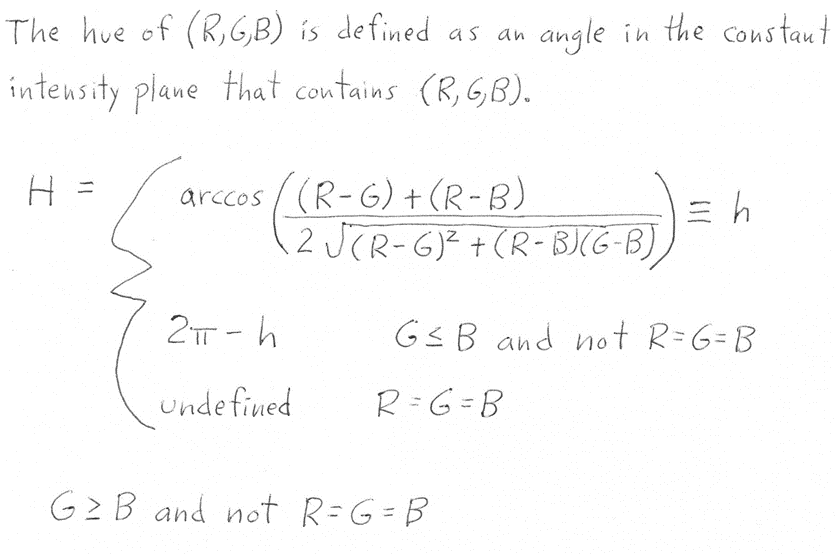 The hue of (R,G,B) is defined as an angle in the constant
intensity plane that contains (R,G,B).
H = { arccos ( ((R-G) + (R-B)) / (2 √((R-G)² + (R-B)(G-B))) ) ≡ h
2π - h G ≤ B and not R=G=B
undefined R=G=B
G ≥ B and not R=G=B